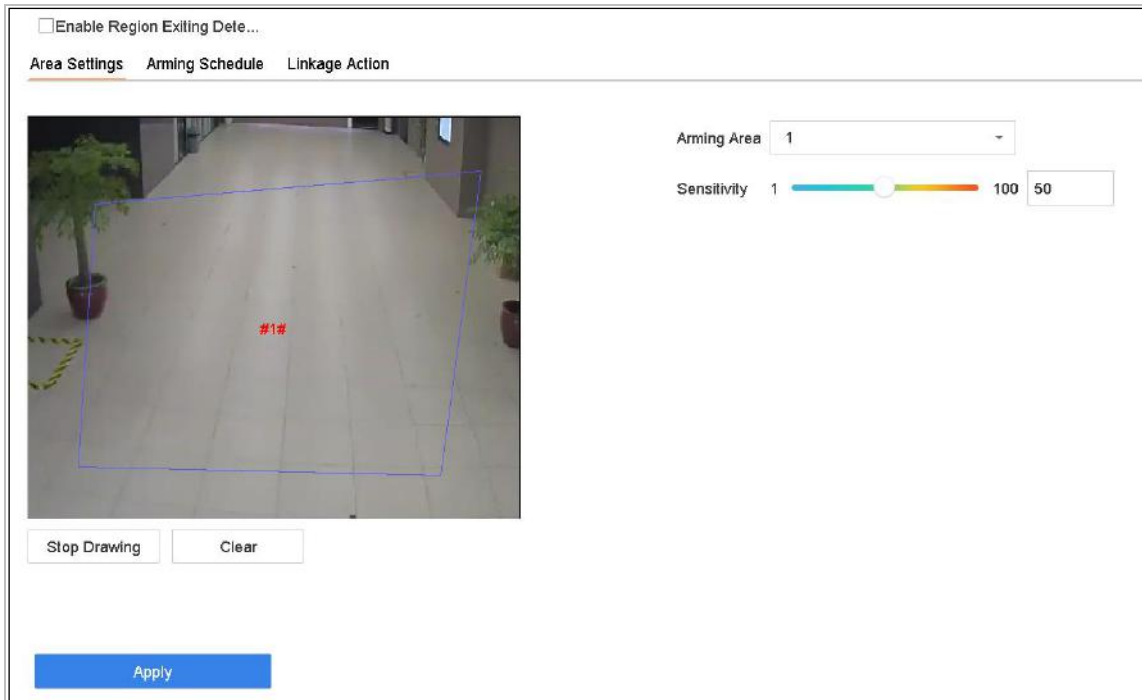 Enable Region Exiting Dete...
Area Settings Arming Schedule Linkage Action
Arming Area 1
Sensitivity 1 100 50
#1#
Stop Drawing Clear
Apply